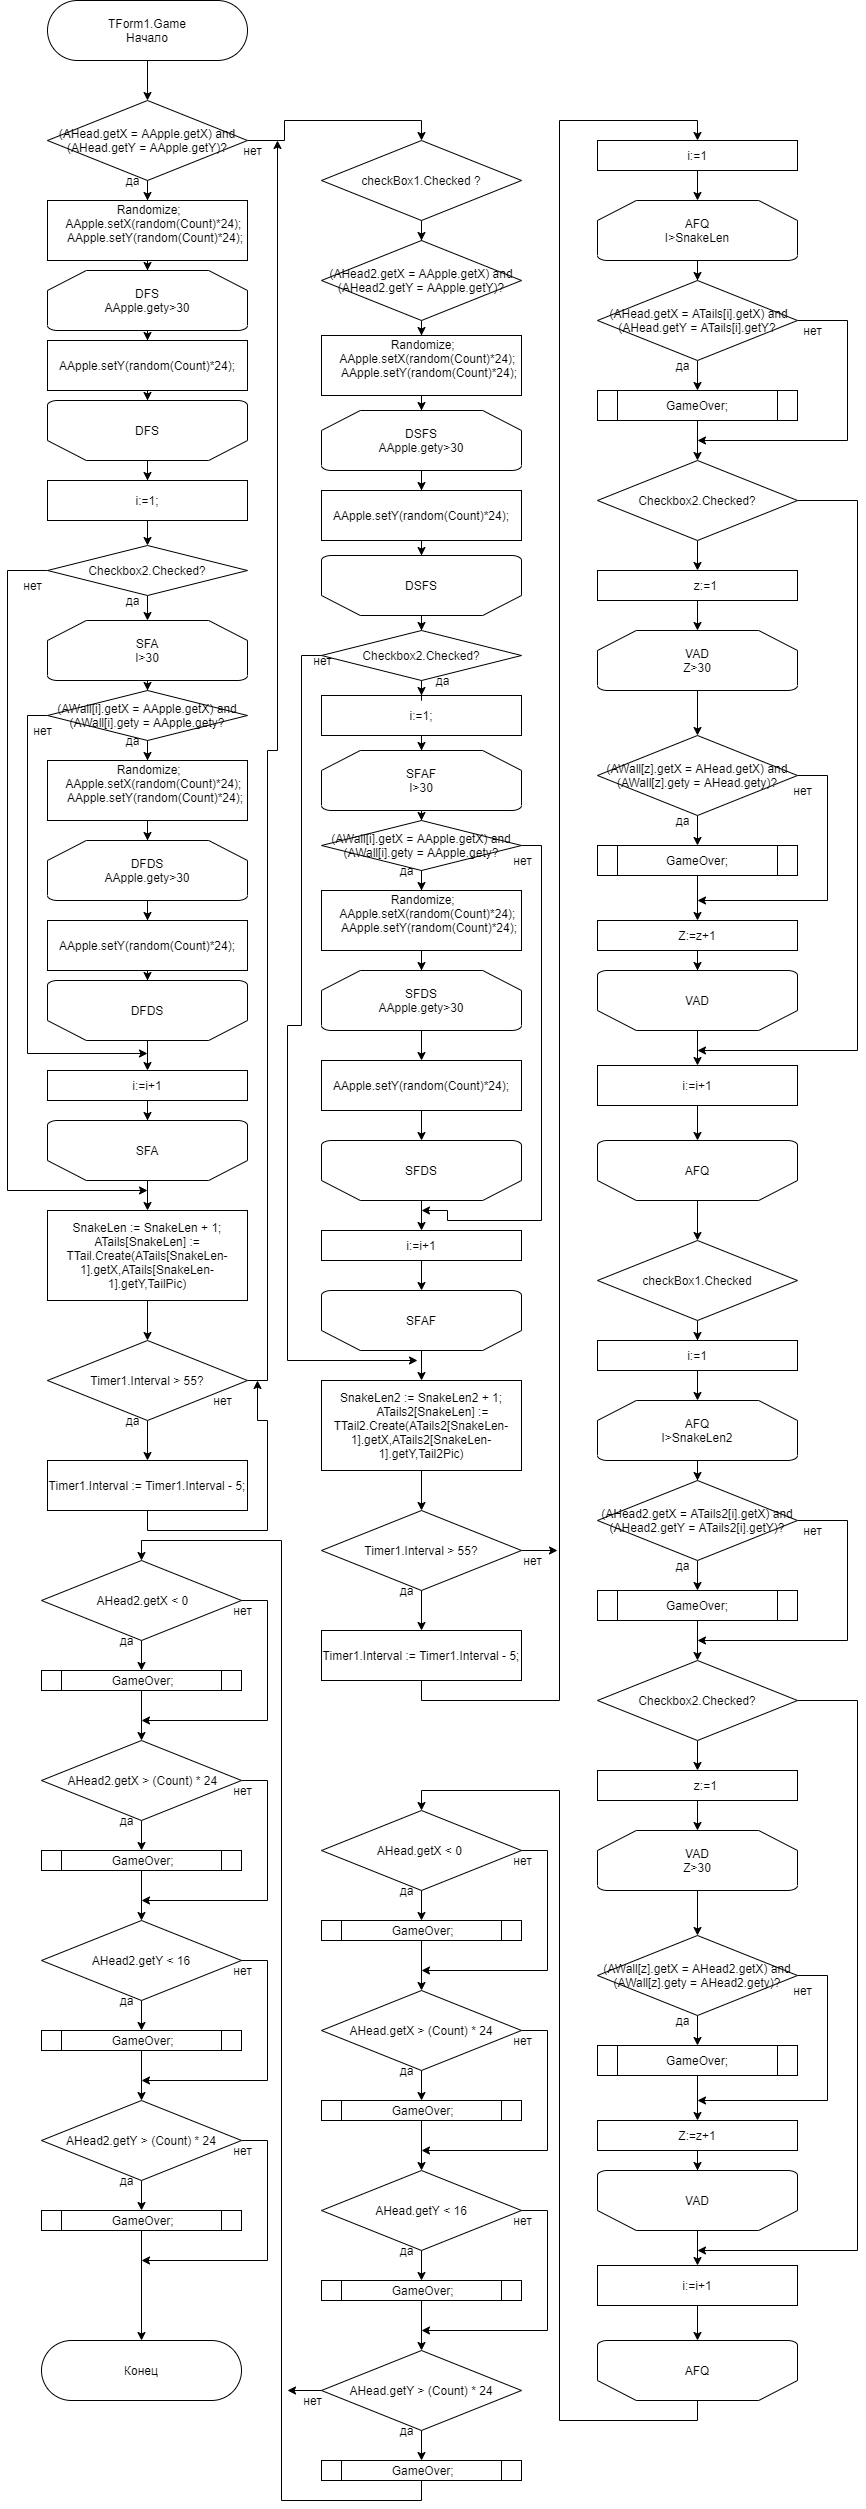 TForm1.Game
Начало
(AHead.getX = AApple.getX) and
(AHead.getY = AApple.getY)?
нет
да
Randomize;
AApple.setX(random(Count)*24);
AApple.setY(random(Count)*24);
DFS
AApple.gety>30
AApple.setY(random(Count)*24);
DFS
i:=1;
Checkbox2.Checked?
нет
да
SFA
I>30
(AWall[i].getX = AApple.getX) and
(AWall[i].gety = AApple.gety?
нет
да
Randomize;
AApple.setX(random(Count)*24);
AApple.setY(random(Count)*24);
DFDS
AApple.gety>30
AApple.setY(random(Count)*24);
DFDS
i:=i+1
SFA
SnakeLen := SnakeLen + 1;
ATails[SnakeLen] :=
TTail.Create(ATails[SnakeLen-
1].getX,ATails[SnakeLen-
1].getY,TailPic)
Timer1.Interval > 55?
нет
да
Timer1.Interval := Timer1.Interval - 5;
checkBox1.Checked ?
(AHead2.getX = AApple.getX) and
(AHead2.getY = AApple.getY)?
Randomize;
AApple.setX(random(Count)*24);
AApple.setY(random(Count)*24);
DSFS
AApple.gety>30
AApple.setY(random(Count)*24);
DSFS
Checkbox2.Checked?
нет
да
i:=1;
SFAF
I>30
(AWall[i].getX = AApple.getX) and
(AWall[i].gety = AApple.gety?
нет
да
Randomize;
AApple.setX(random(Count)*24);
AApple.setY(random(Count)*24);
SFDS
AApple.gety>30
AApple.setY(random(Count)*24);
SFDS
i:=i+1
SFAF
SnakeLen2 := SnakeLen2 + 1;
ATails2[SnakeLen] :=
TTail2.Create(ATails2[SnakeLen-
1].getX,ATails2[SnakeLen-
1].getY,Tail2Pic)
Timer1.Interval > 55?
нет
да
Timer1.Interval := Timer1.Interval - 5;
i:=1
AFQ
I>SnakeLen
(AHead.getX = ATails[i].getX) and
(AHead.getY = ATails[i].getY?
нет
да
GameOver;
Checkbox2.Checked?
z:=1
VAD
Z>30
(AWall[z].getX = AHead.getX) and
(AWall[z].gety = AHead.gety)?
нет
да
GameOver;
Z:=z+1
VAD
i:=i+1
AFQ
checkBox1.Checked
i:=1
AFQ
I>SnakeLen2
(AHead2.getX = ATails2[i].getX) and
(AHead2.getY = ATails2[i].getY)?
нет
да
GameOver;
Checkbox2.Checked?
z:=1
VAD
Z>30
(AWall[z].getX = AHead2.getX) and
(AWall[z].gety = AHead2.gety)?
нет
да
GameOver;
Z:=z+1
VAD
i:=i+1
AFQ
AHead.getX < 0
нет
да
GameOver;
AHead.getX > (Count) * 24
нет
да
GameOver;
AHead.getY < 16
нет
да
GameOver;
AHead.getY > (Count) * 24
нет
да
GameOver;
AHead2.getX < 0
нет
да
GameOver;
AHead2.getX > (Count) * 24
нет
да
GameOver;
AHead2.getY < 16
нет
да
GameOver;
AHead2.getY > (Count) * 24
нет
да
GameOver;
Конец